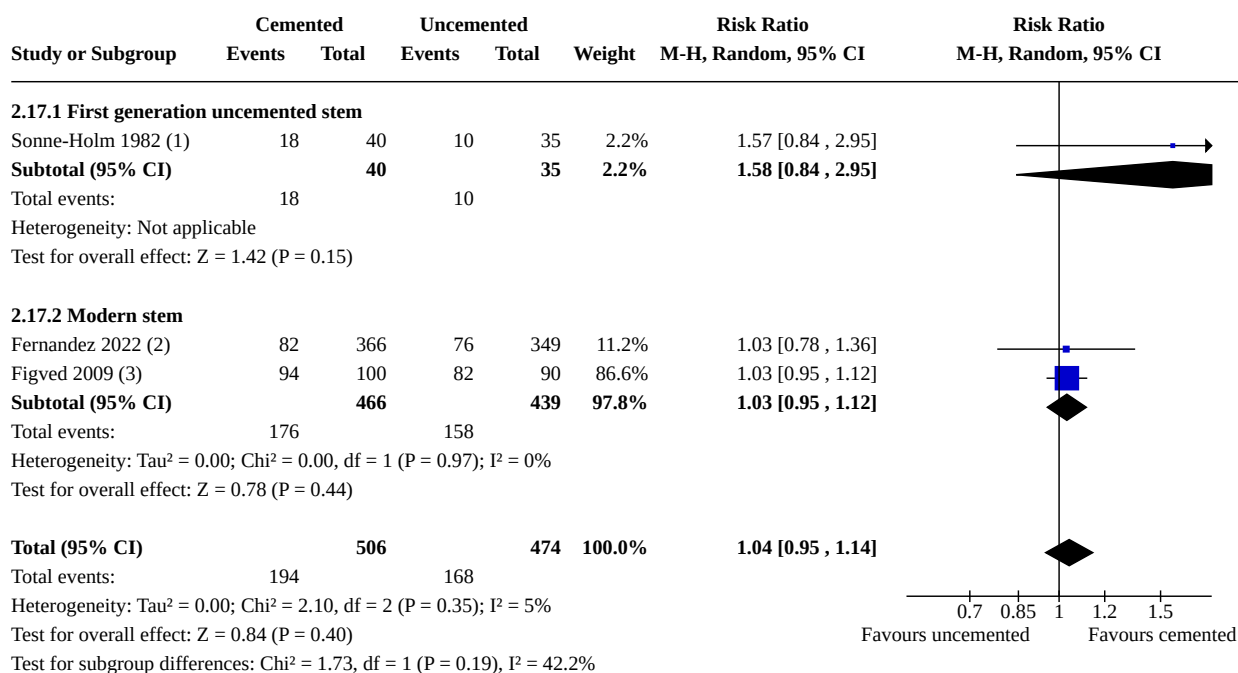 Cemented Uncemented Risk Ratio Risk Ratio
Study or Subgroup Events Total Events Total Weight M-H, Random, 95% CI M-H, Random, 95% CI
2.17.1 First generation uncemented stem
Sonne-Holm 1982 (1) 18 40 10 35 2.2% 1.57 [0.84 , 2.95]
Subtotal (95% CI) 40 35 2.2% 1.58 [0.84 , 2.95]
Total events: 18 10
Heterogeneity: Not applicable
Test for overall effect: Z = 1.42 (P = 0.15)
2.17.2 Modern stem
Fernandez 2022 (2) 82 366 76 349 11.2% 1.03 [0.78 , 1.36]
Figved 2009 (3) 94 100 82 90 86.6% 1.03 [0.95 , 1.12]
Subtotal (95% CI) 466 439 97.8% 1.03 [0.95 , 1.12]
Total events: 176 158
Heterogeneity: Tau² = 0.00; Chi² = 0.00, df = 1 (P = 0.97); I² = 0%
Test for overall effect: Z = 0.78 (P = 0.44)
Total (95% CI) 506 474 100.0% 1.04 [0.95 , 1.14]
Total events: 194 168
Heterogeneity: Tau² = 0.00; Chi² = 2.10, df = 2 (P = 0.35); I² = 5%
0.7 0.85 1 1.2 1.5
Test for overall effect: Z = 0.84 (P = 0.40) Favours uncemented Favours cemented
Test for subgroup differences: Chi² = 1.73, df = 1 (P = 0.19), I² = 42.2%